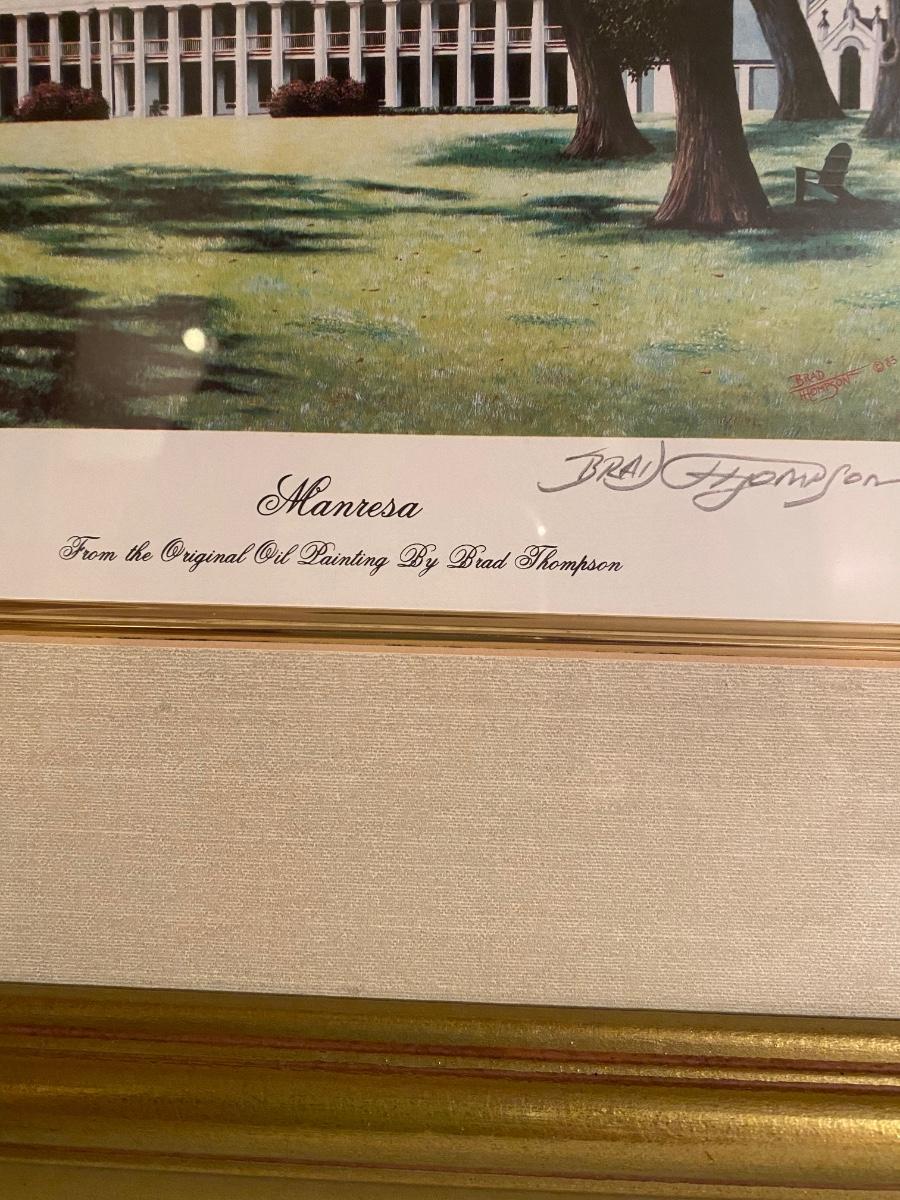 BRAD
THOMPSON © 85
BRAD THOMPSON
Manresa
From the Original Oil Painting By Brad Thompson